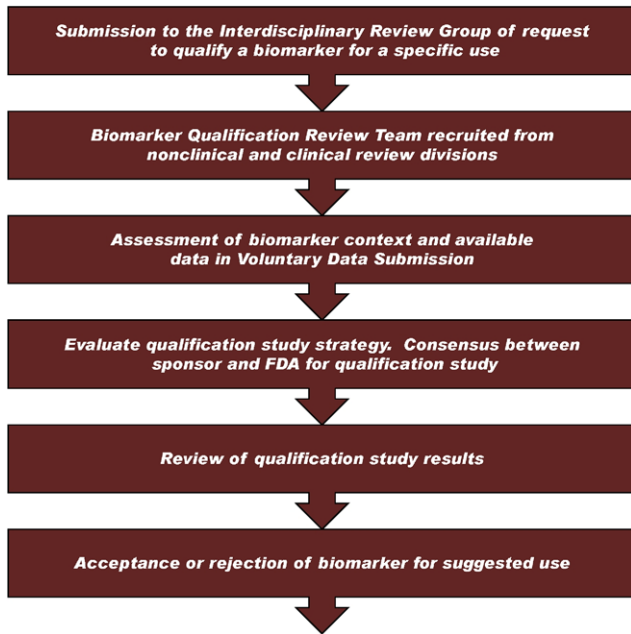 Submission to the Interdisciplinary Review Group of request
to qualify a biomarker for a specific use
Biomarker Qualification Review Team recruited from
nonclinical and clinical review divisions
Assessment of biomarker context and available
data in Voluntary Data Submission
Evaluate qualification study strategy.  Consensus between
sponsor and FDA for qualification study
Review of qualification study results
Acceptance or rejection of biomarker for suggested use